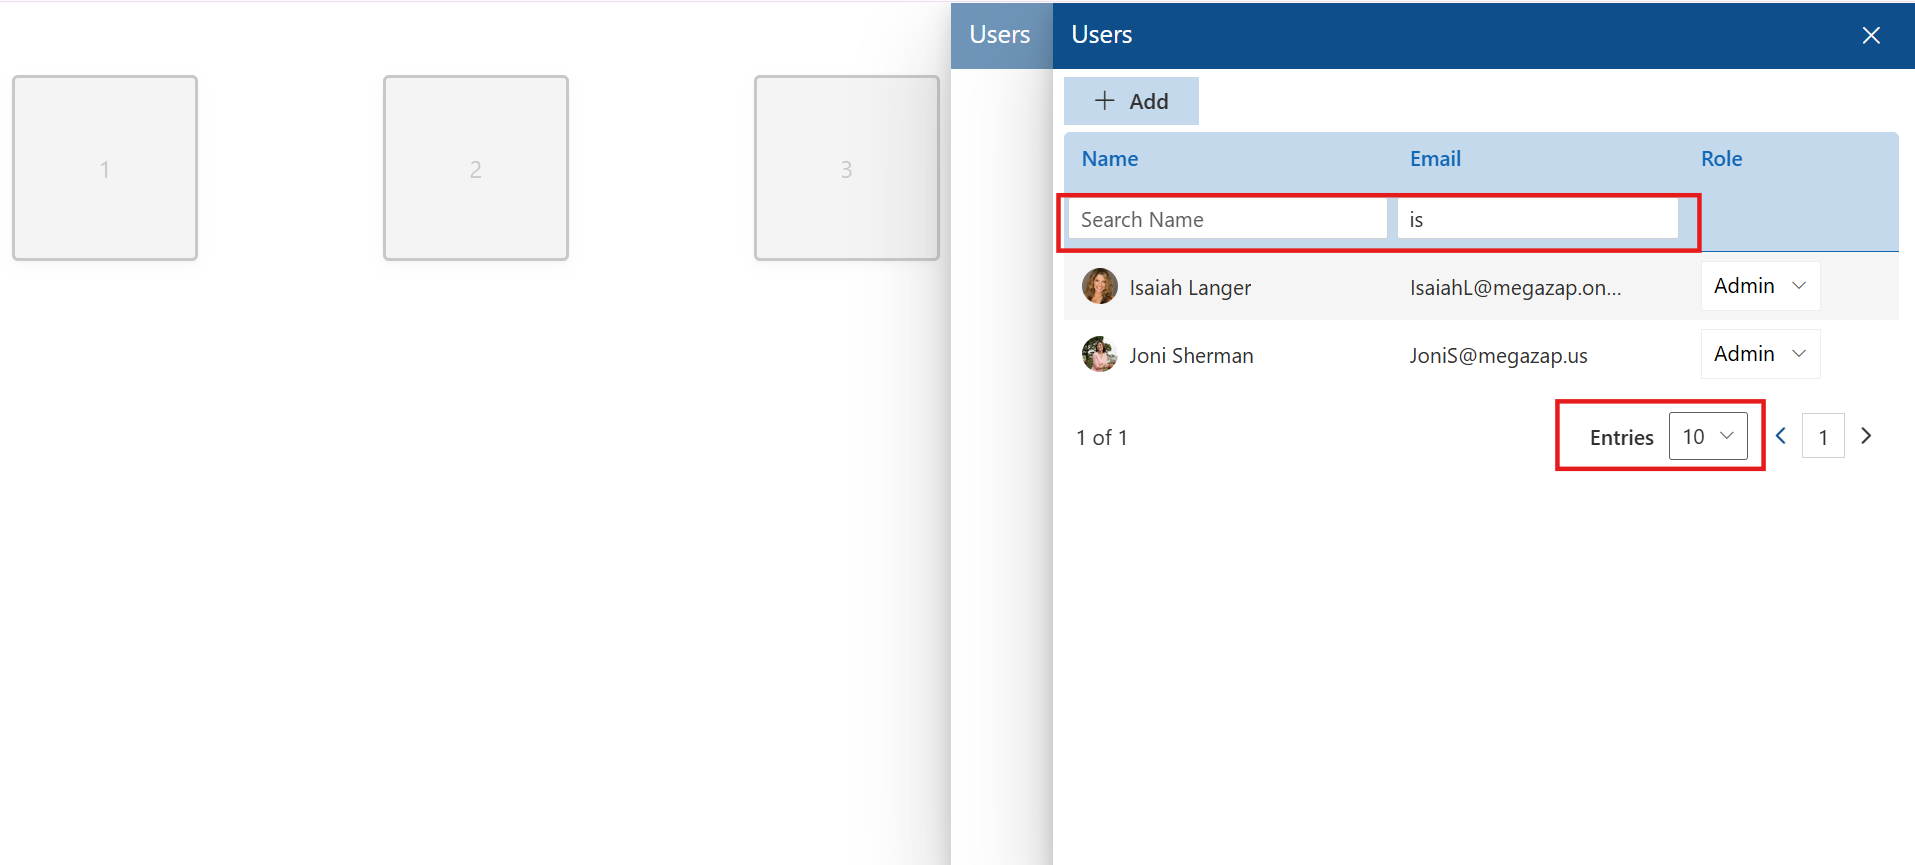 Users
Users
1
2
3
Add
Name Email Role
Search Name is
Isaiah Langer IsaiahL@megazap.on... Admin
Joni Sherman JoniS@megazap.us Admin
1 of 1 Entries 10 1